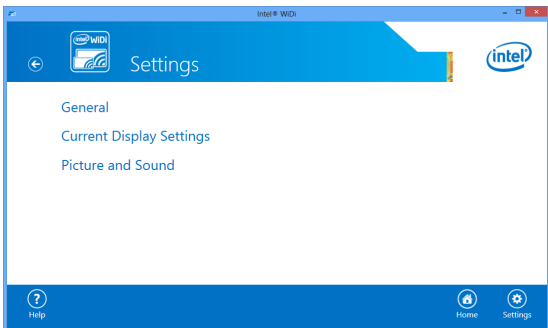 Intel® WiDi
intel WiDi
Settings
intel
General
Current Display Settings
Picture and Sound
?
Help
Home
Settings